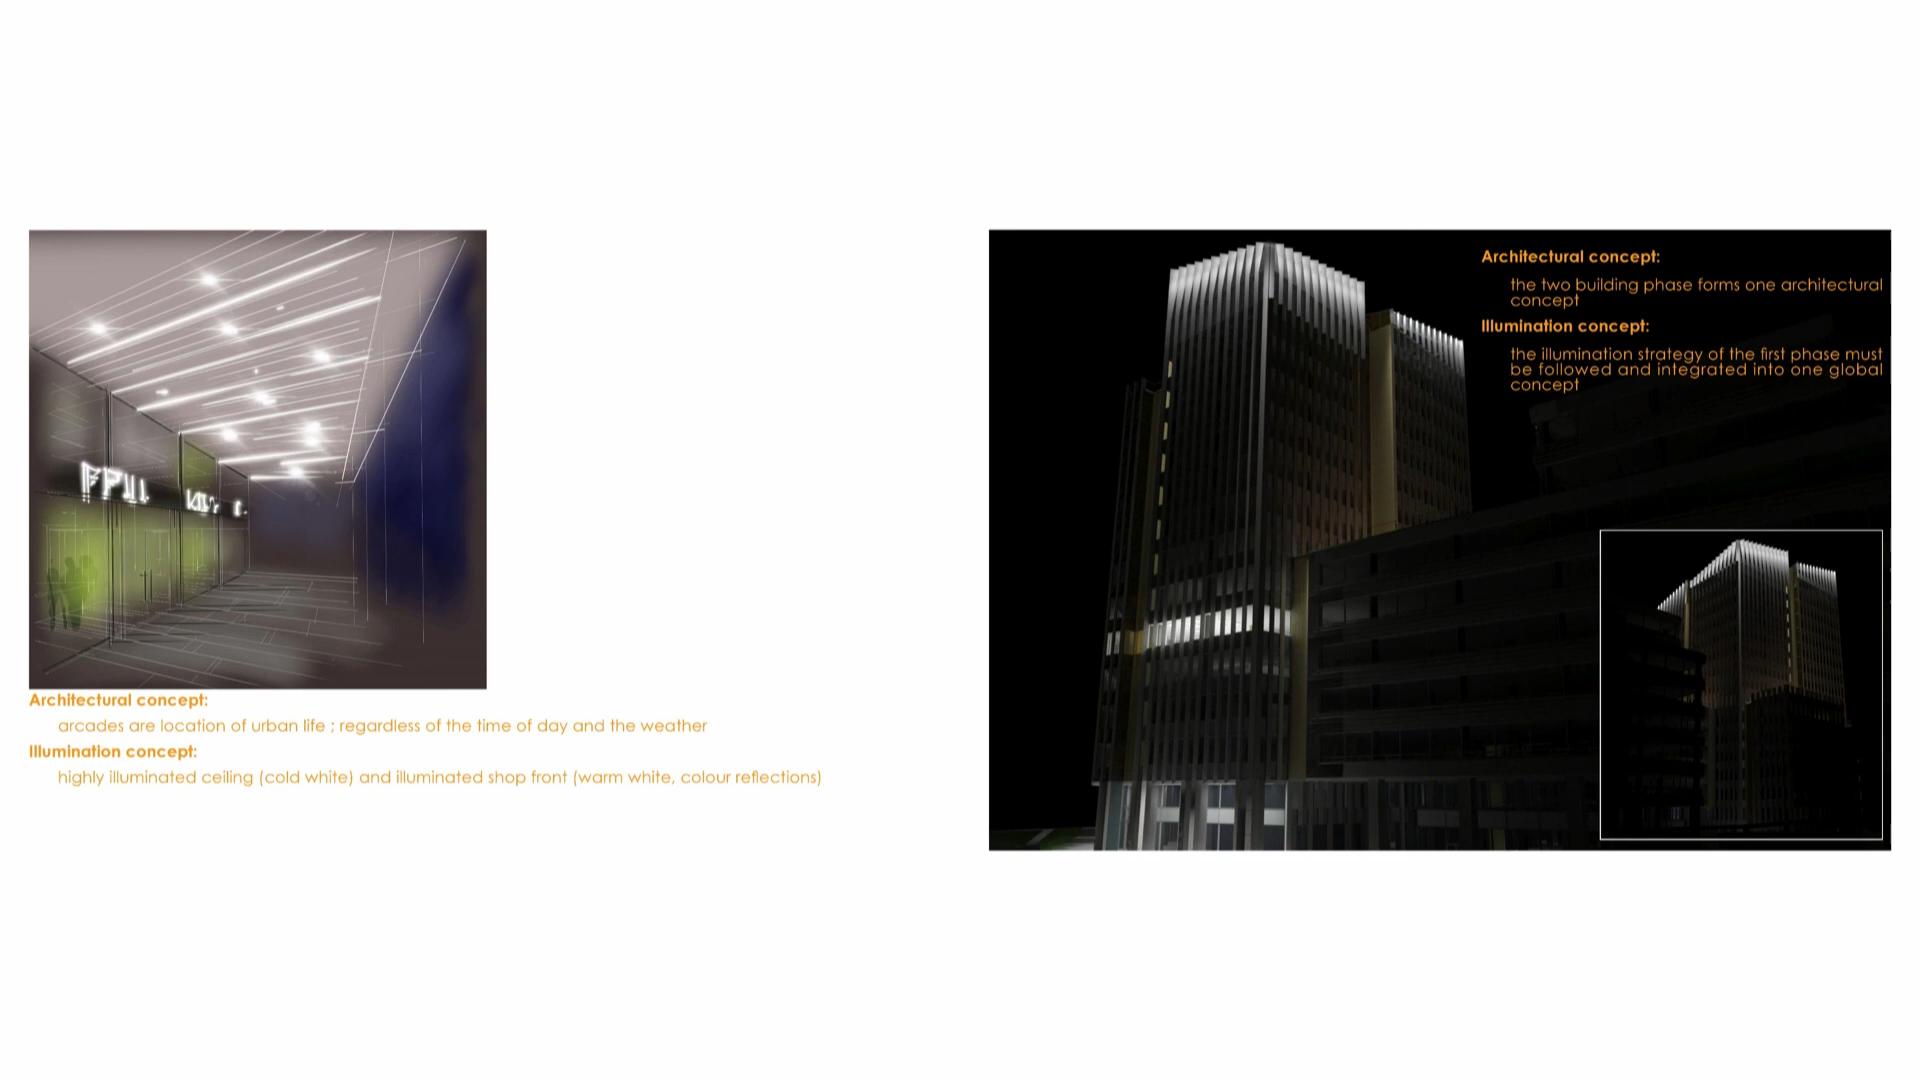 Architectural concept:
arcades are location of urban life ; regardless of the time of day and the weather
Illumination concept:
highly illuminated ceiling (cold white) and illuminated shop front (warm white, colour reflections)
Architectural concept:
the two building phase forms one architectural
concept
Illumination concept:
the illumination strategy of the first phase must
be followed and integrated into one global
concept